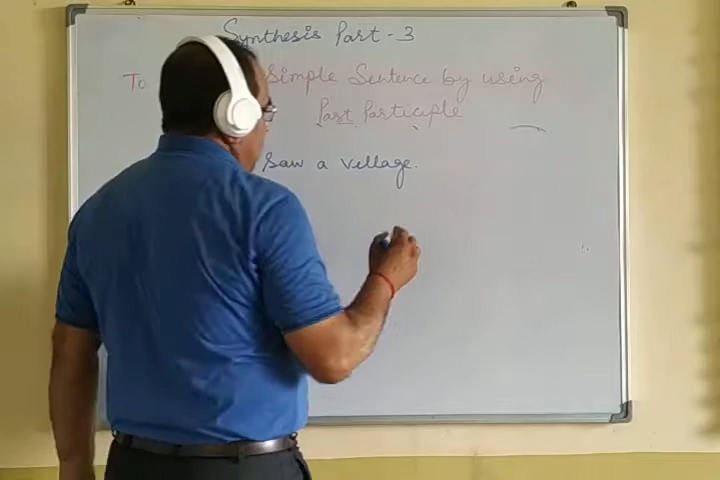 Synthesis Part - 3
To Simple Sentence by using
Past Participle
Saw a village.